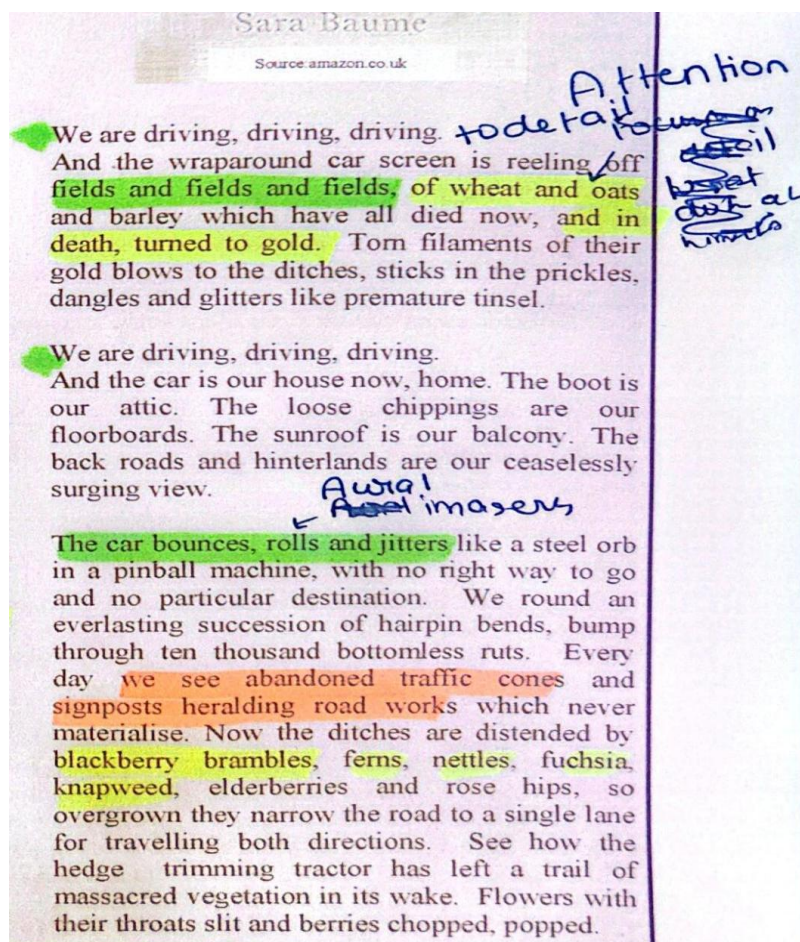 Sara Baume
Source:amazon.co.uk
Attention
to detail
We are driving, driving, driving.
And the wraparound car screen is reeling off
fields and fields and fields, of wheat and oats
and barley which have all died now, and in
death, turned to gold. Torn filaments of their
gold blows to the ditches, sticks in the prickles,
dangles and glitters like premature tinsel.
We are driving, driving, driving.
And the car is our house now, home. The boot is
our attic. The loose chippings are our
floorboards. The sunroof is our balcony. The
back roads and hinterlands are our ceaselessly
surging view.
Aural
imagery
The car bounces, rolls and jitters like a steel orb
in a pinball machine, with no right way to go
and no particular destination. We round an
everlasting succession of hairpin bends, bump
through ten thousand bottomless ruts. Every
day we see abandoned traffic cones and
signposts heralding road works which never
materialise. Now the ditches are distended by
blackberry brambles, ferns, nettles, fuchsia,
knapweed, elderberries and rose hips, so
overgrown they narrow the road to a single lane
for travelling both directions. See how the
hedge trimming tractor has left a trail of
massacred vegetation in its wake. Flowers with
their throats slit and berries chopped, popped.